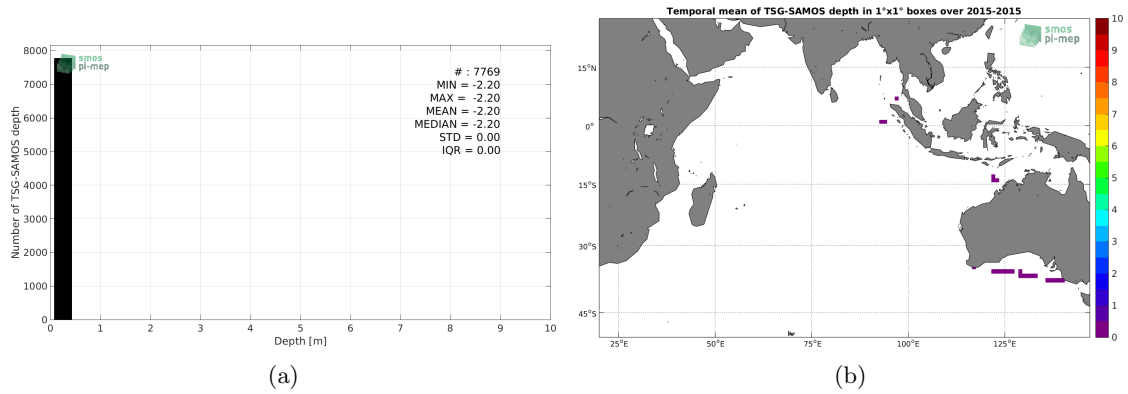 8000
7000
6000
5000
4000
3000
2000
1000
0
Number of TSG-SAMOS depth
smos
pi-mep
# : 7769
MIN = -2.20
MAX = -2.20
MEAN = -2.20
MEDIAN = -2.20
STD = 0.00
IQR = 0.00
0 1 2 3 4 5 6 7 8 9 10
Depth [m]
(a)
Temporal mean of TSG-SAMOS depth in 1°x1° boxes over 2015-2015
smos
pi-mep
15°N
0°
15°S
30°S
45°S
25°E 50°E 75°E 100°E 125°E
10
9
8
7
6
5
4
3
2
1
0
(b)